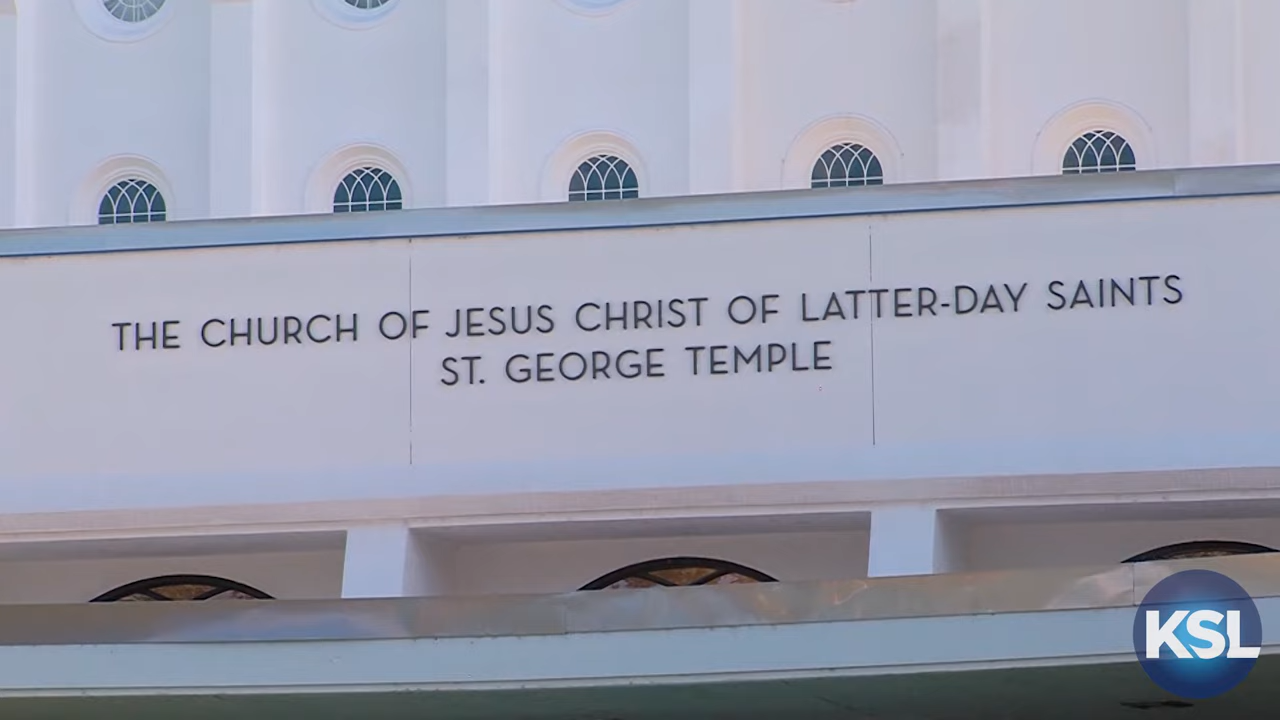 THE CHURCH OF JESUS CHRIST OF LATTER-DAY SAINTS
ST. GEORGE TEMPLE
KSL